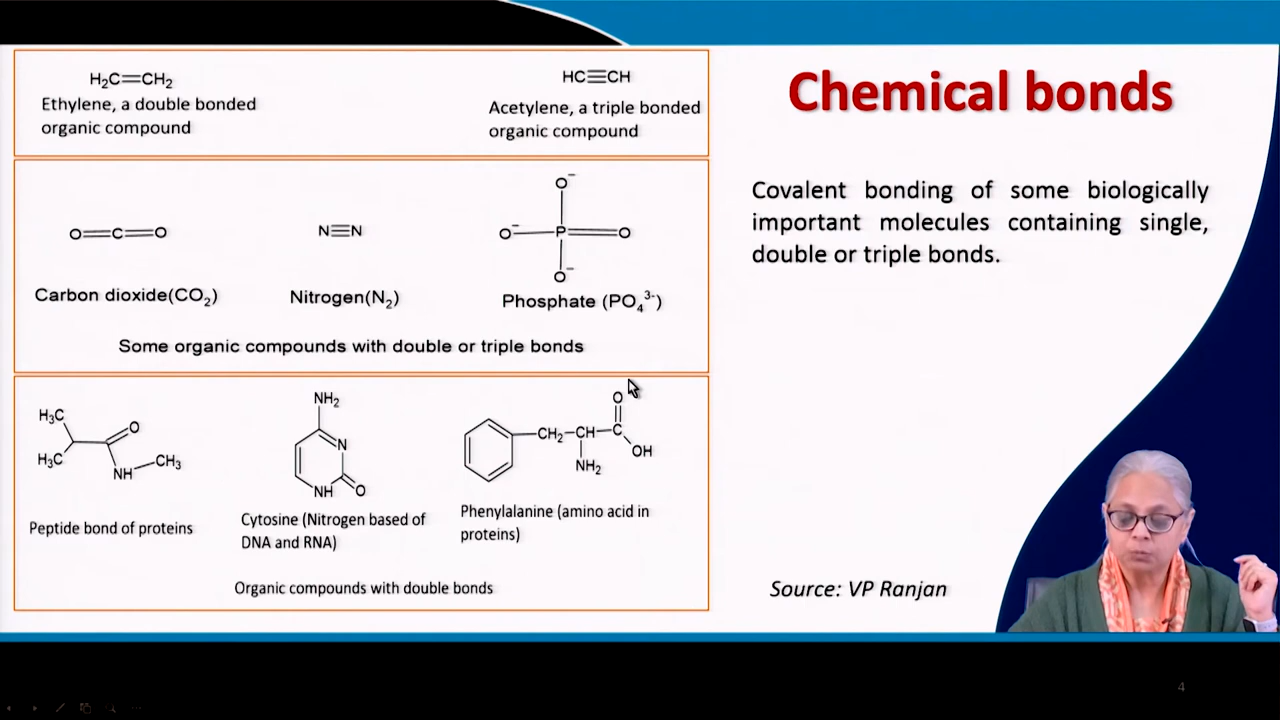 H₂C=CH₂
Ethylene, a double bonded
organic compound
HC≡CH
Acetylene, a triple bonded
organic compound
O=C=O
Carbon dioxide(CO₂)
N≡N
Nitrogen(N₂)
O⁻
O⁻ P O
O⁻
Phosphate (PO₄³⁻)
Some organic compounds with double or triple bonds
H₃C
O
H₃C
NH
CH₃
Peptide bond of proteins
NH₂
N
NH
O
Cytosine (Nitrogen based of
DNA and RNA)
O
CH₂-CH-C
OH
NH₂
Phenylalanine (amino acid in
proteins)
Organic compounds with double bonds
Chemical bonds
Covalent bonding of some biologically
important molecules containing single,
double or triple bonds.
Source: VP Ranjan
4